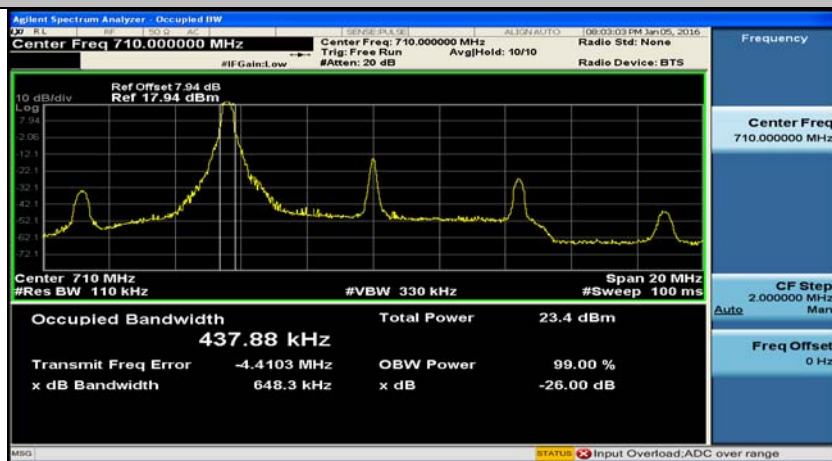 Agilent Spectrum Analyzer - Occupied BW
LXI RL RF 50 Ω AC SENSE:PULSE ALIGN AUTO 08:03:03 PM Jan 05, 2016
Center Freq 710.000000 MHz
Center Freq: 710.000000 MHz
Radio Std: None
Trig: Free Run Avg|Hold: 10/10
#IFGain:Low #Atten: 20 dB Radio Device: BTS
Ref Offset 7.94 dB
10 dB/div Ref 17.94 dBm
Log
7.94
-2.06
-12.1
-22.1
-32.1
-42.1
-52.1
-62.1
-72.1
Center 710 MHz Span 20 MHz
#Res BW 110 kHz #VBW 330 kHz #Sweep 100 ms
Occupied Bandwidth Total Power 23.4 dBm
437.88 kHz
Transmit Freq Error -4.4103 MHz OBW Power 99.00 %
x dB Bandwidth 648.3 kHz x dB -26.00 dB
Frequency
Center Freq
710.000000 MHz
CF Step
2.000000 MHz
Auto Man
Freq Offset
0 Hz
MSG STATUS Input Overload;ADC over range